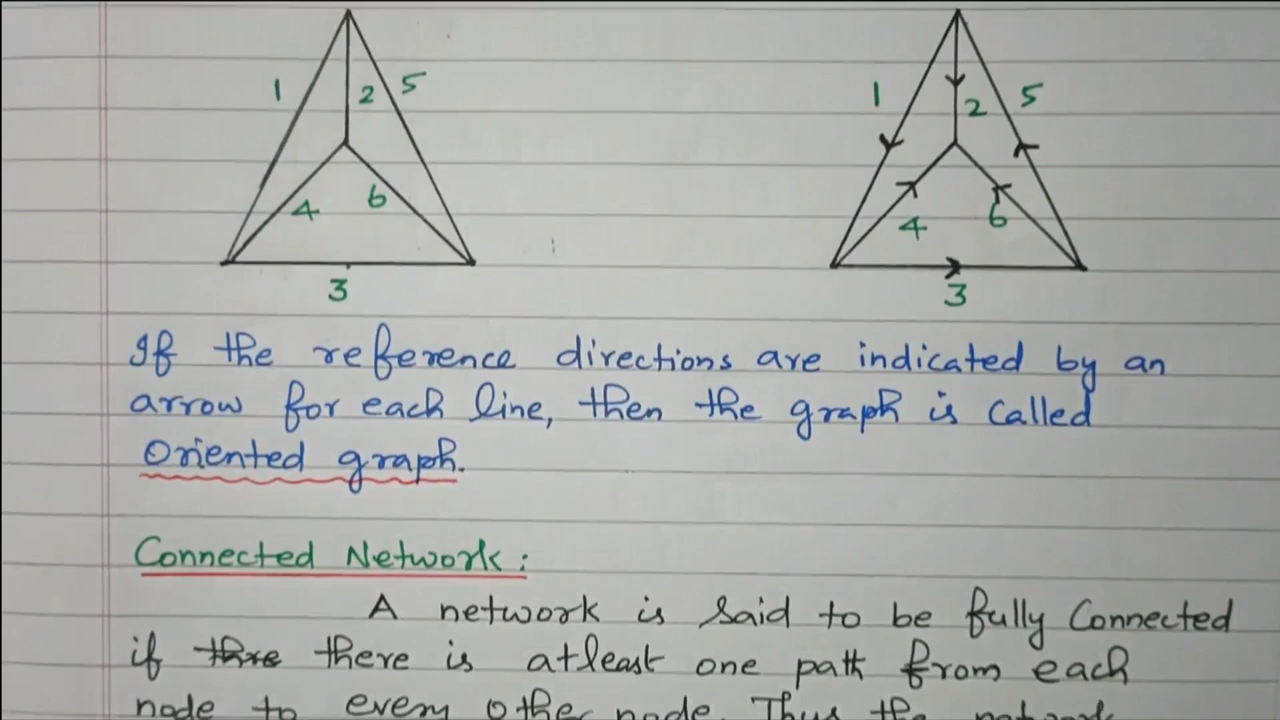 1 2 5
4 6
3
1 2 5
4 6
3
If the reference directions are indicated by an
arrow for each line, then the graph is called
Oriented graph.
Connected Network:
A network is said to be fully Connected
if there there is atleast one path from each
node to every other node. Thus the network